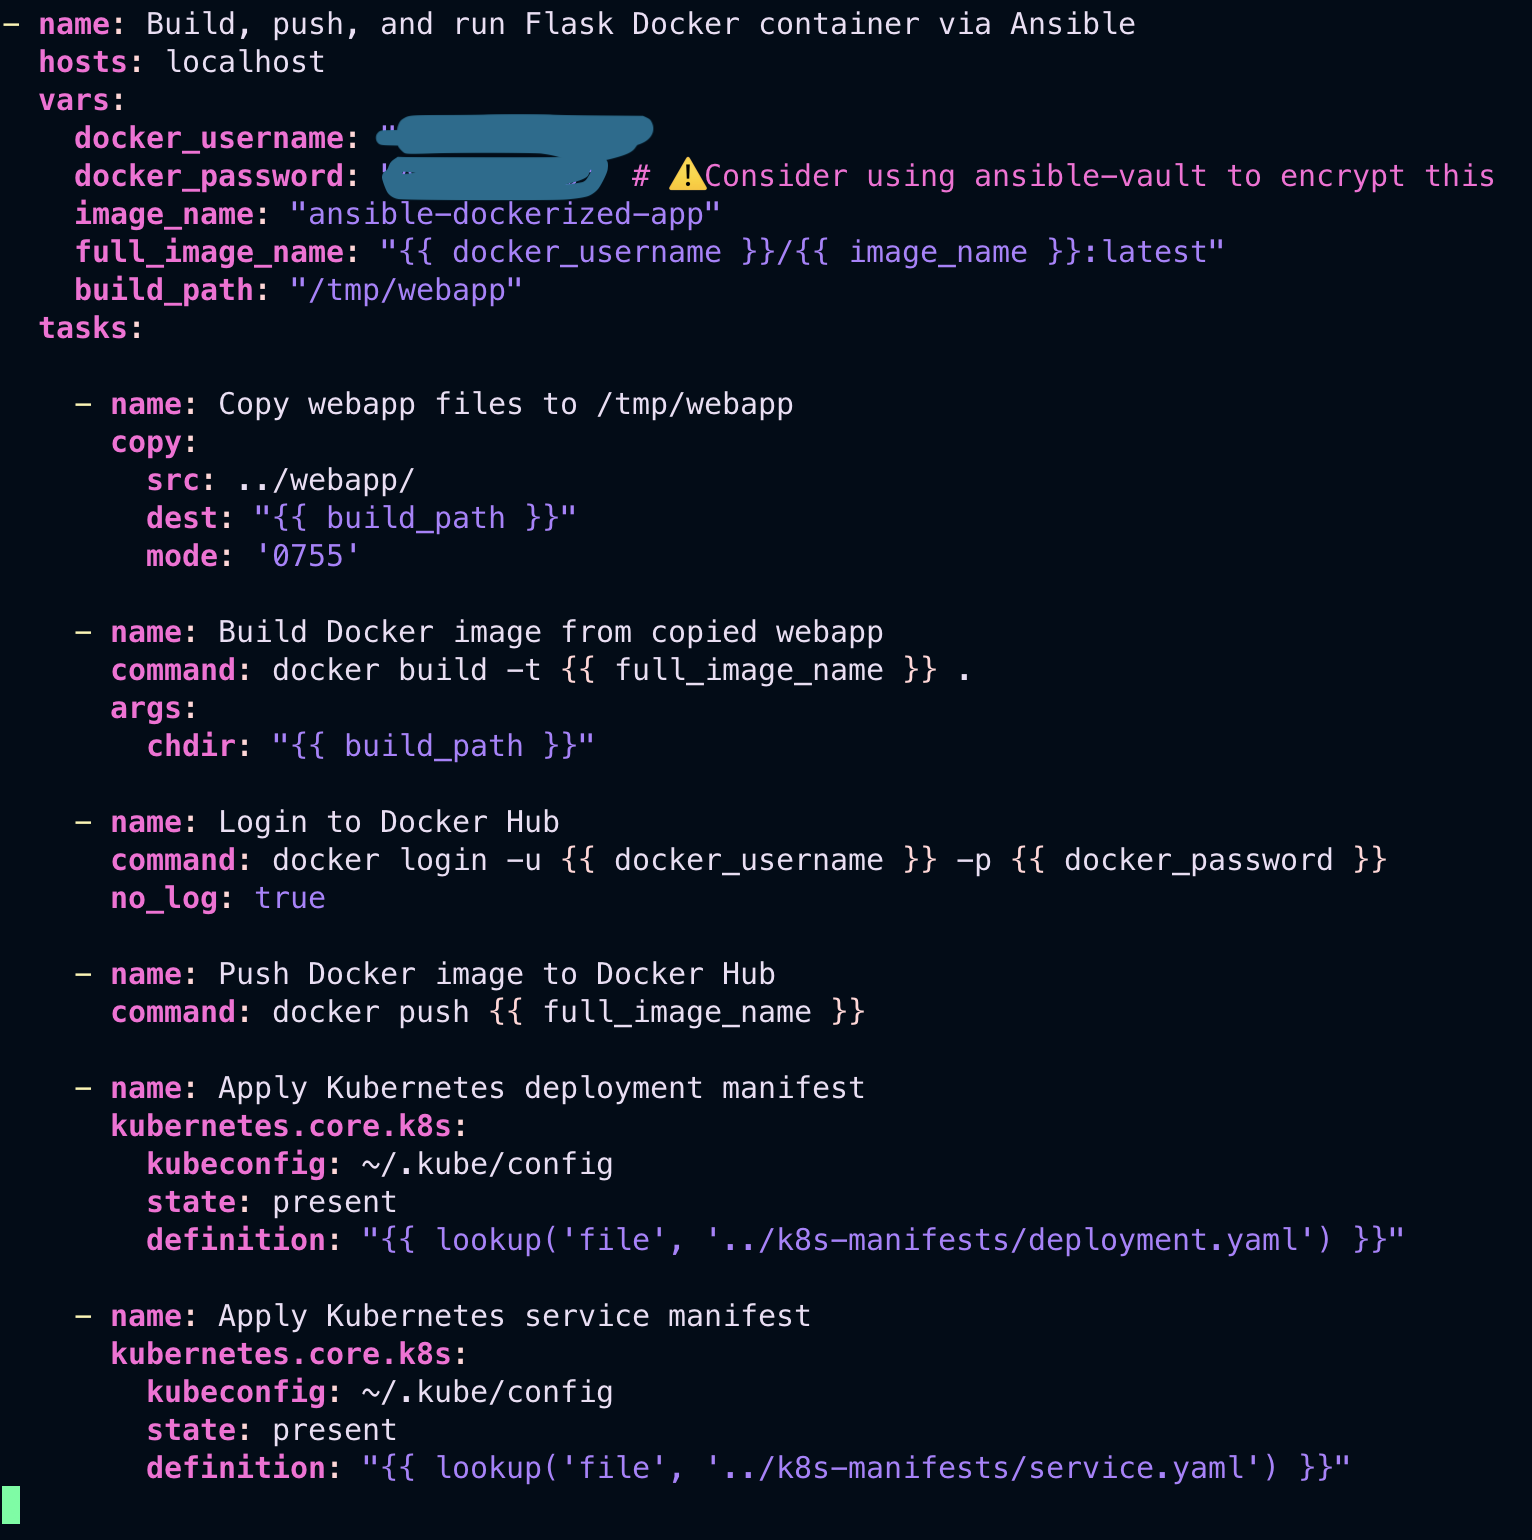 - name: Build, push, and run Flask Docker container via Ansible
  hosts: localhost
  vars:
    docker_username: "
    docker_password: # ⚠️Consider using ansible-vault to encrypt this
    image_name: "ansible-dockerized-app"
    full_image_name: "{{ docker_username }}/{{ image_name }}:latest"
    build_path: "/tmp/webapp"
  tasks:

    - name: Copy webapp files to /tmp/webapp
      copy:
        src: ../webapp/
        dest: "{{ build_path }}"
        mode: '0755'

    - name: Build Docker image from copied webapp
      command: docker build -t {{ full_image_name }} .
      args:
        chdir: "{{ build_path }}"

    - name: Login to Docker Hub
      command: docker login -u {{ docker_username }} -p {{ docker_password }}
      no_log: true

    - name: Push Docker image to Docker Hub
      command: docker push {{ full_image_name }}

    - name: Apply Kubernetes deployment manifest
      kubernetes.core.k8s:
        kubeconfig: ~/.kube/config
        state: present
        definition: "{{ lookup('file', '../k8s-manifests/deployment.yaml') }}"

    - name: Apply Kubernetes service manifest
      kubernetes.core.k8s:
        kubeconfig: ~/.kube/config
        state: present
        definition: "{{ lookup('file', '../k8s-manifests/service.yaml') }}"